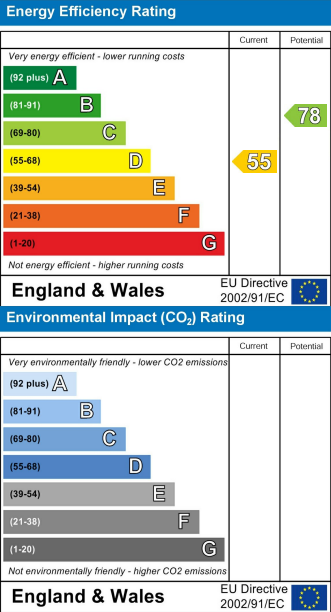 Energy Efficiency Rating
Current Potential
Very energy efficient - lower running costs
(92 plus) A
(81-91) B
(69-80) C
(55-68) D
(39-54) E
(21-38) F
(1-20) G
78
55
Not energy efficient - higher running costs
England & Wales
EU Directive
2002/91/EC
Environmental Impact (CO₂) Rating
Current Potential
Very environmentally friendly - lower CO2 emissions
(92 plus) A
(81-91) B
(69-80) C
(55-68) D
(39-54) E
(21-38) F
(1-20) G
Not environmentally friendly - higher CO2 emissions
England & Wales
EU Directive
2002/91/EC